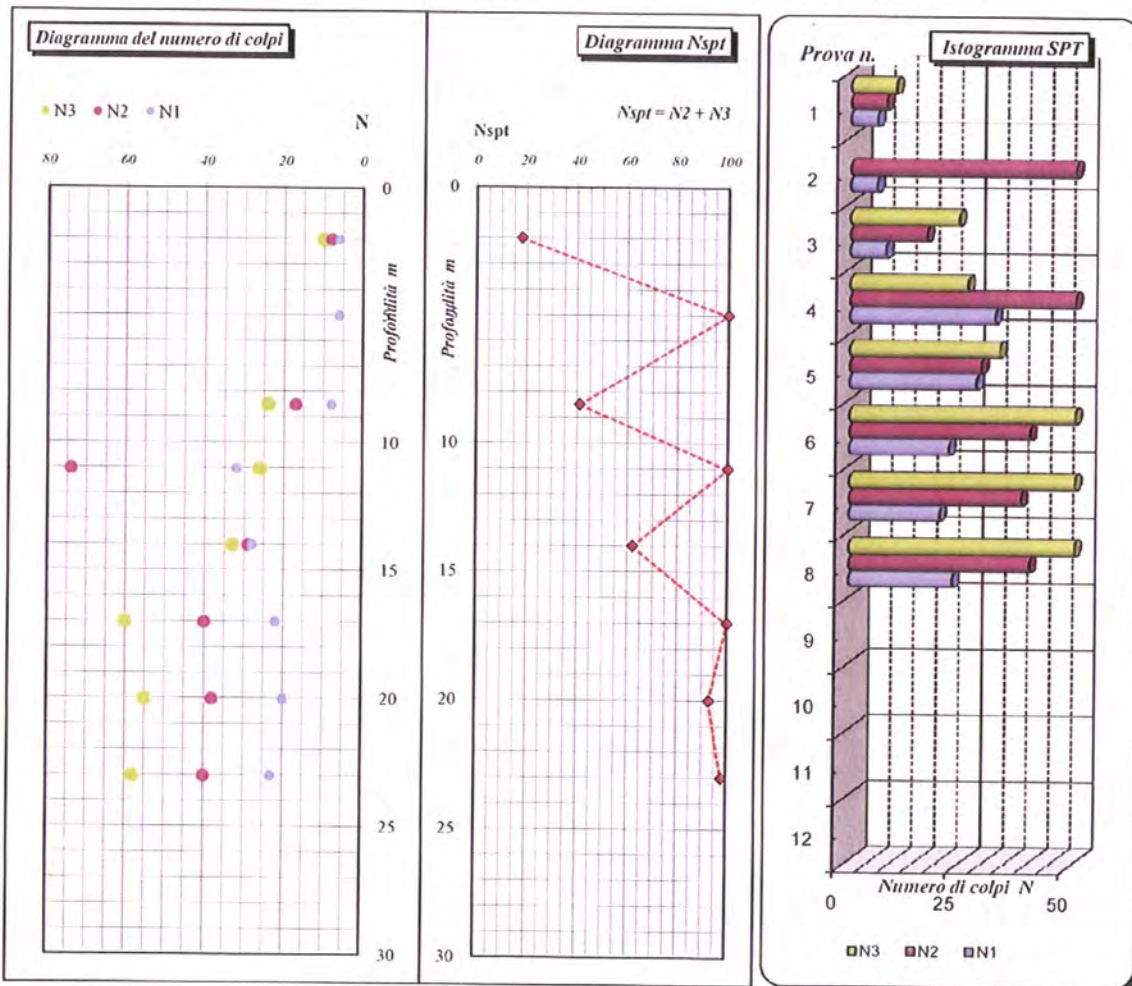 Diagramma del numero di colpi
N3 N2 N1
N
80 60 40 20 0
0
10
15
20
25
30
Profondità m
Diagramma Nspt
Nspt = N2 + N3
Nspt
0 20 40 60 80 100
0
10
15
20
25
30
Profondità m
Istogramma SPT
Prova n.
1
2
3
4
5
6
7
8
9
10
11
12
Numero di colpi N
0 25 50
N3 N2 N1